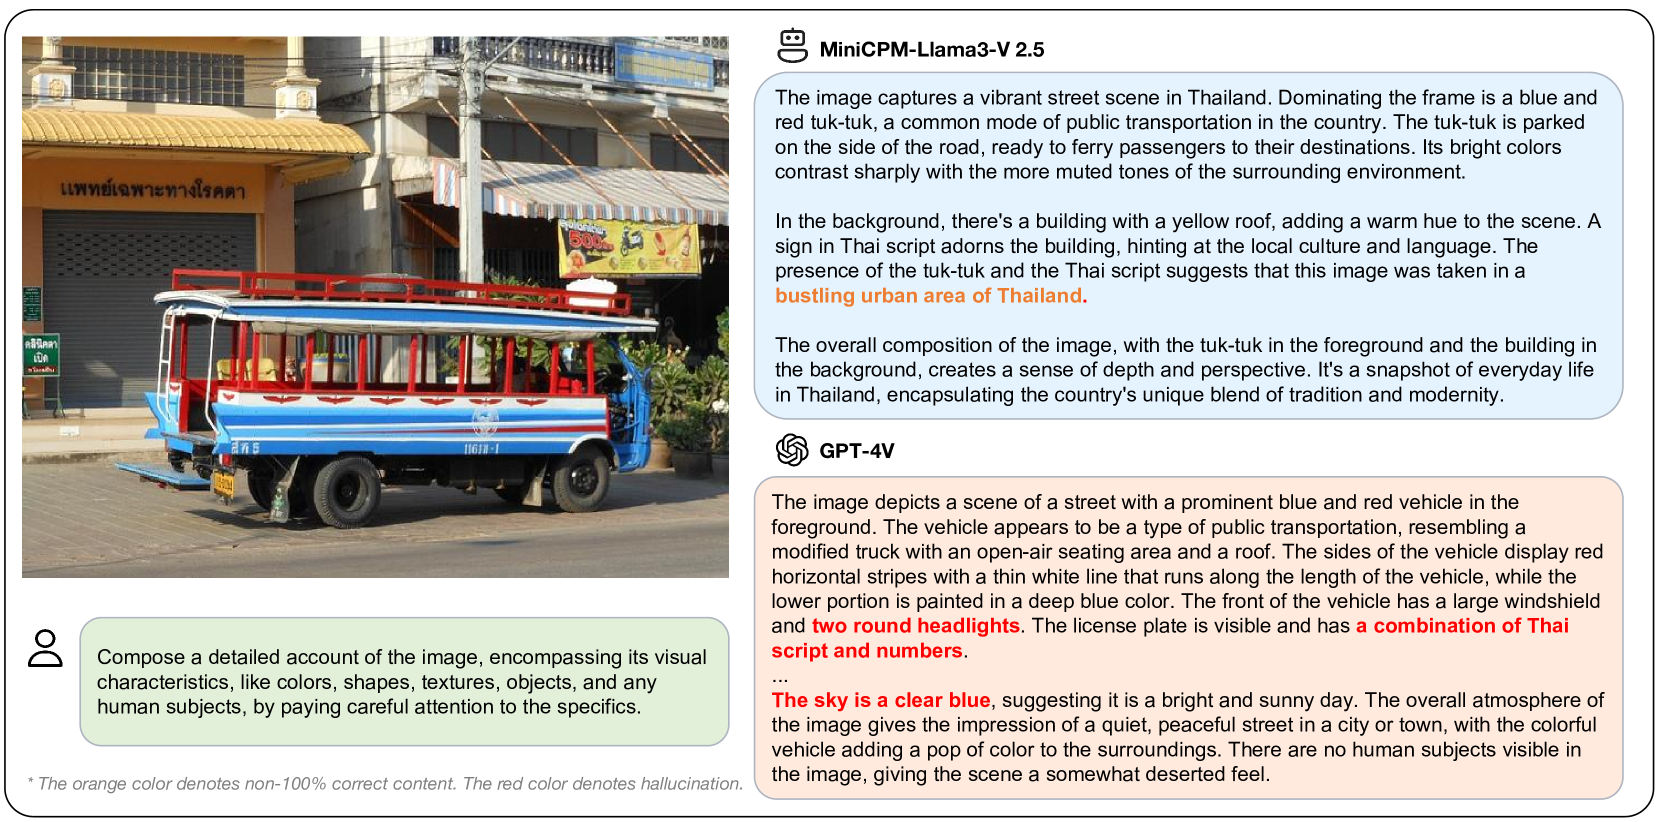 แพทย์เฉพาะทางโรคตา
500
คลินิคตา
เปิด
สห 5
Compose a detailed account of the image, encompassing its visual
characteristics, like colors, shapes, textures, objects, and any
human subjects, by paying careful attention to the specifics.
* The orange color denotes non-100% correct content. The red color denotes hallucination.
MiniCPM-Llama3-V 2.5
The image captures a vibrant street scene in Thailand. Dominating the frame is a blue and
red tuk-tuk, a common mode of public transportation in the country. The tuk-tuk is parked
on the side of the road, ready to ferry passengers to their destinations. Its bright colors
contrast sharply with the more muted tones of the surrounding environment.
In the background, there's a building with a yellow roof, adding a warm hue to the scene. A
sign in Thai script adorns the building, hinting at the local culture and language. The
presence of the tuk-tuk and the Thai script suggests that this image was taken in a
bustling urban area of Thailand.
The overall composition of the image, with the tuk-tuk in the foreground and the building in
the background, creates a sense of depth and perspective. It's a snapshot of everyday life
in Thailand, encapsulating the country's unique blend of tradition and modernity.
GPT-4V
The image depicts a scene of a street with a prominent blue and red vehicle in the
foreground. The vehicle appears to be a type of public transportation, resembling a
modified truck with an open-air seating area and a roof. The sides of the vehicle display red
horizontal stripes with a thin white line that runs along the length of the vehicle, while the
lower portion is painted in a deep blue color. The front of the vehicle has a large windshield
and two round headlights. The license plate is visible and has a combination of Thai
script and numbers.
...
The sky is a clear blue, suggesting it is a bright and sunny day. The overall atmosphere of
the image gives the impression of a quiet, peaceful street in a city or town, with the colorful
vehicle adding a pop of color to the surroundings. There are no human subjects visible in
the image, giving the scene a somewhat deserted feel.